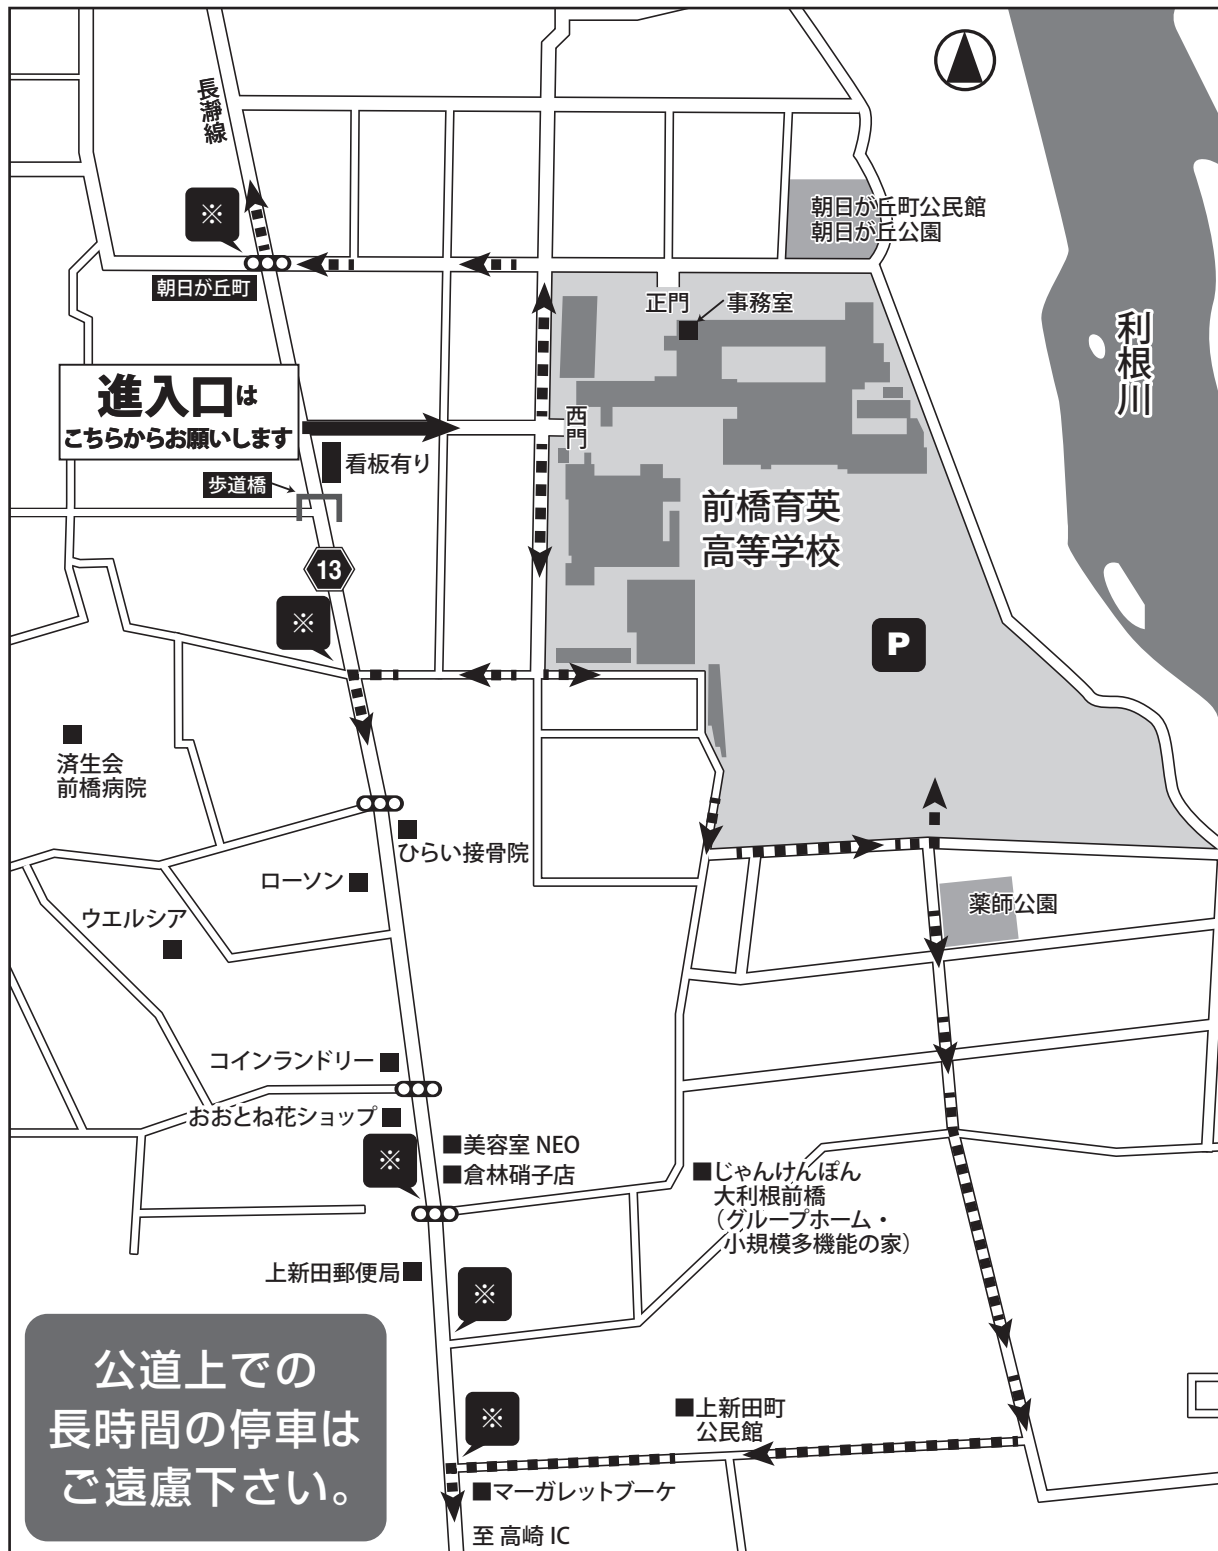 長瀞線
※
朝日が丘町公民館
朝日が丘公園
朝日が丘町
正門
事務室
利根川
進入口は
こちらからお願いします
西門
看板有り
歩道橋
前橋育英
高等学校
13
※
P
済生会
前橋病院
ひらい接骨院
ローソン
ウエルシア
薬師公園
コインランドリー
おおとね花ショップ
※
■美容室 NEO
■倉林硝子店
■じゃんけんぽん
大利根前橋
（グループホーム・
小規模多機能の家）
上新田郵便局
※
公道上での
長時間の停車は
ご遠慮下さい。
※
■上新田町
公民館
■マーガレットブーケ
至 高崎 IC